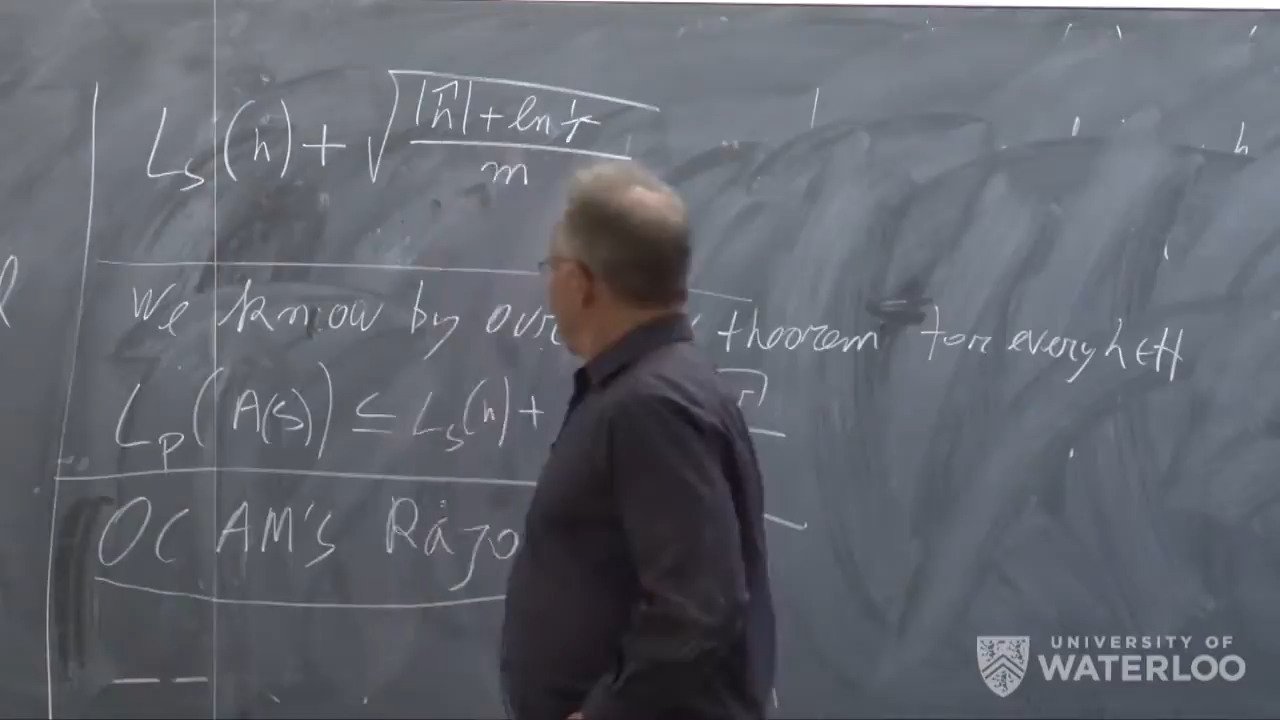 L_S(h) + √(|h| + ln 1/δ / m)
We know by our theorem for every h ∈ H
L_P(A(S)) ≤ L_S(h) +
OCAM'S Razo
UNIVERSITY OF
WATERLOO